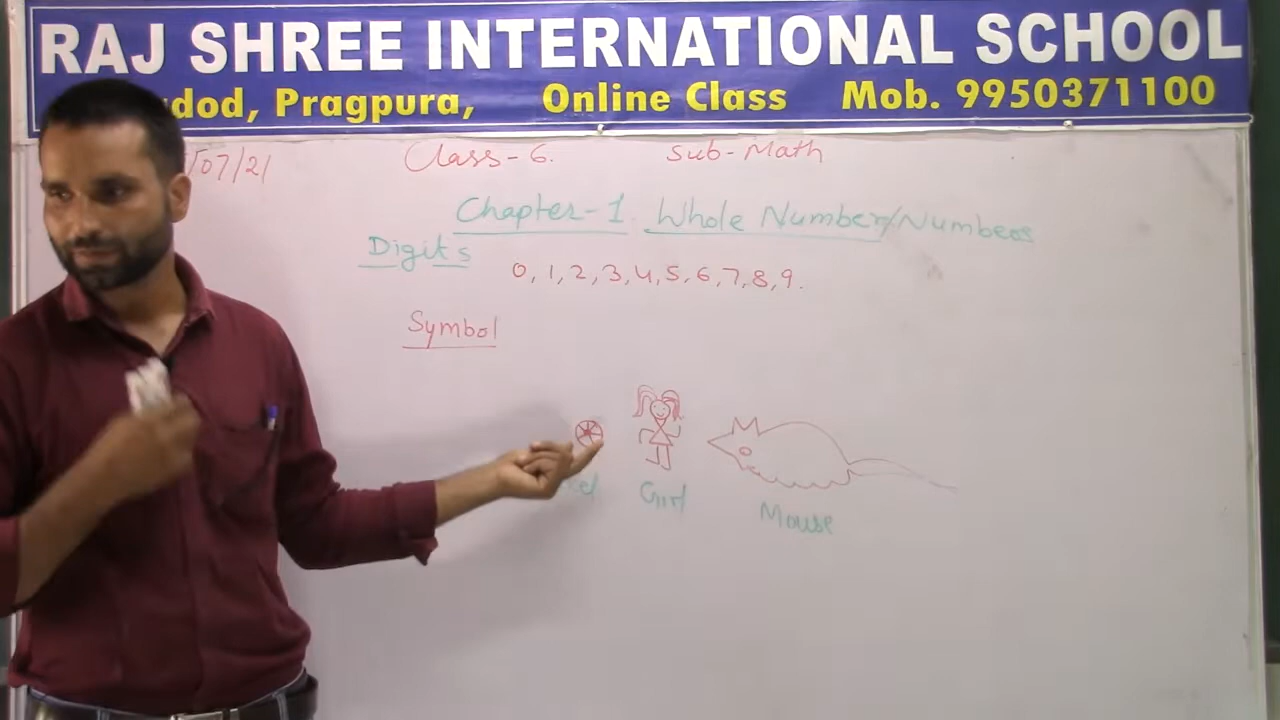 RAJ SHREE INTERNATIONAL SCHOOL
Pragpura, Online Class Mob. 9950371100
/07/21 Class-6. Sub-Math
Chapter-1. Whole Number/Numbers
Digits
0, 1, 2, 3, 4, 5, 6, 7, 8, 9.
Symbol
Girl
Mouse